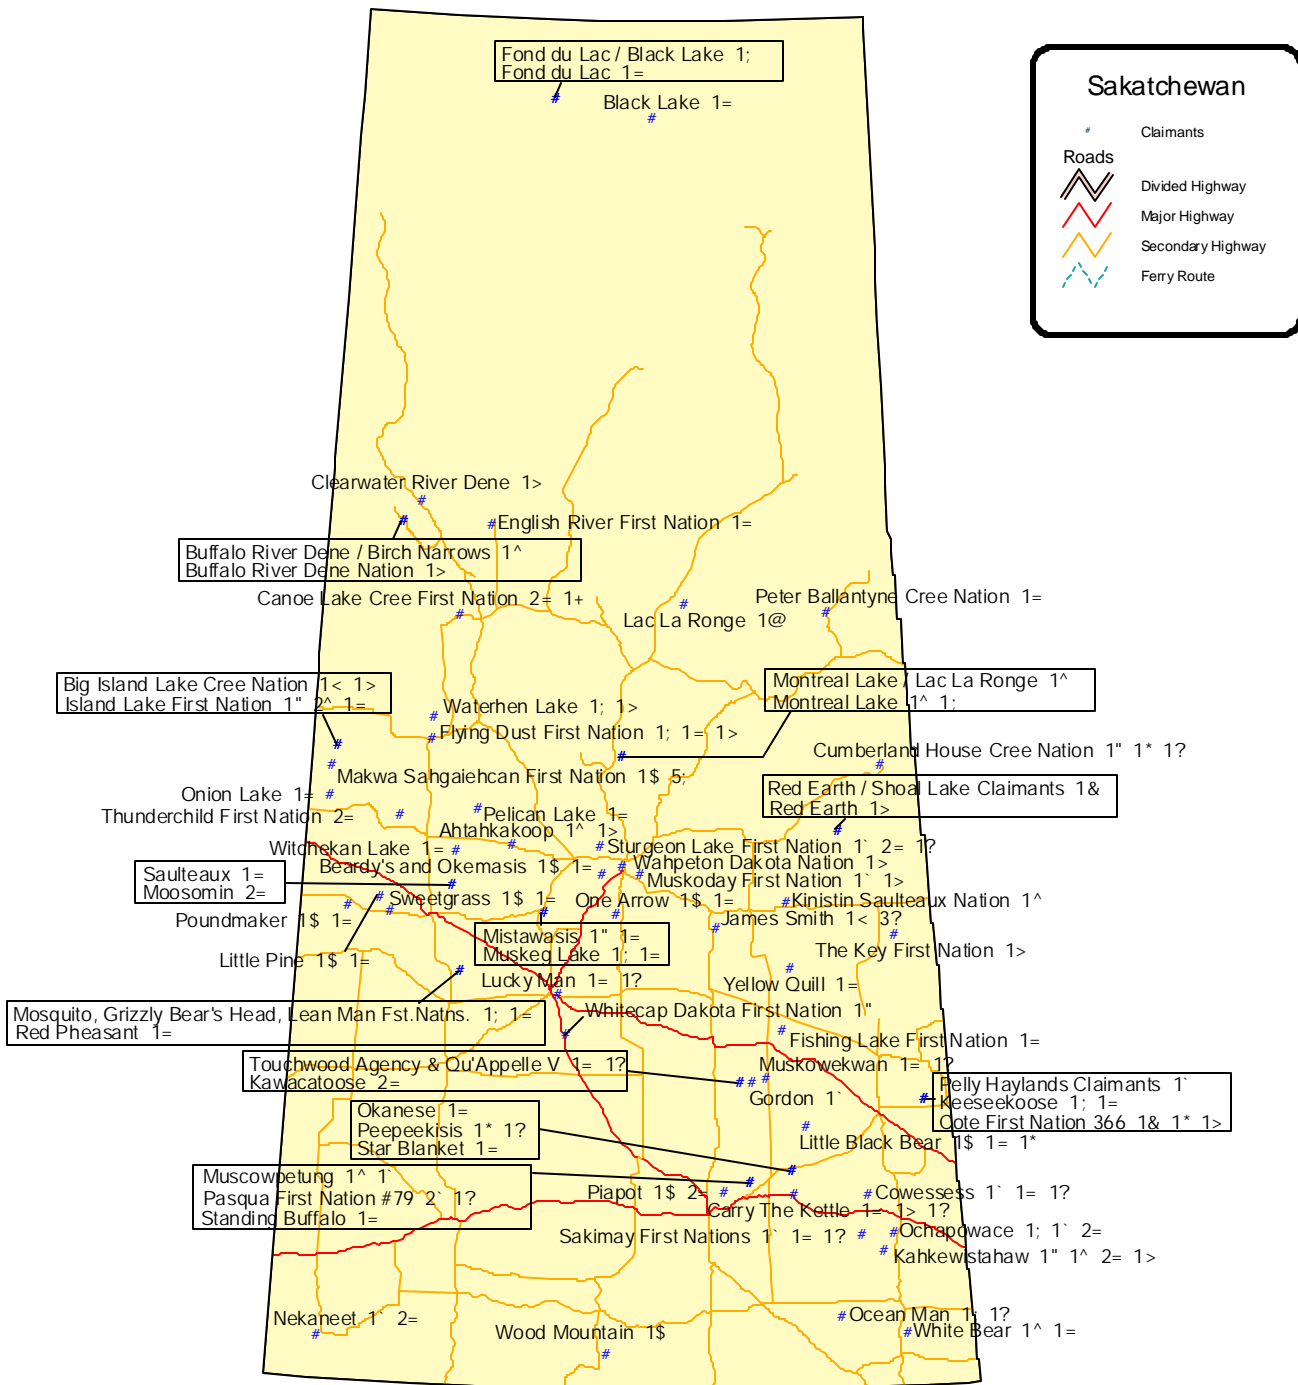 Fond du Lac / Black Lake 1;
Fond du Lac 1=
#
Black Lake 1=
#
Sakatchewan
# Claimants
Roads
Divided Highway
Major Highway
Secondary Highway
Ferry Route
Clearwater River Dene 1>
#
#
#English River First Nation 1=
Buffalo River Dene / Birch Narrows 1^
Buffalo River Dene Nation 1>
Canoe Lake Cree First Nation 2= 1+
#
#
Lac La Ronge 1@
Peter Ballantyne Cree Nation 1=
#
Big Island Lake Cree Nation 1< 1>
Island Lake First Nation 1" 2^ 1=
#
Montreal Lake / Lac La Ronge 1^
Montreal Lake 1^ 1;
#
Waterhen Lake 1; 1>
#
#Flying Dust First Nation 1; 1= 1>
Cumberland House Cree Nation 1" 1* 1?
#
#
Makwa Sahgaiehcan First Nation 1$ 5;
Onion Lake 1= #
Red Earth / Shoal Lake Claimants 1&
Red Earth 1>
#
Thunderchild First Nation 2=
#
#
Pelican Lake 1=
Ahtahkakoop 1^ 1>
#
Witchekan Lake 1= #
#Sturgeon Lake First Nation 1` 2= 1?
Beardy's and Okemasis 1$ 1=
#
#
Wahpeton Dakota Nation 1>
#
Muskoday First Nation 1` 1>
Saulteaux 1=
Moosomin 2=
#
#
Sweetgrass 1$ 1=
#
#
Poundmaker 1$ 1=
One Arrow 1$ 1=
#
#Kinistin Saulteaux Nation 1^
#
James Smith 1< 3?
#
Mistawasis 1" 1=
Muskeg Lake 1; 1=
#
The Key First Nation 1>
Little Pine 1$ 1=
#
#
Lucky Man 1= 1?
#
Yellow Quill 1=
Mosquito, Grizzly Bear's Head, Lean Man Fst.Natns. 1; 1=
Red Pheasant 1=
Whitecap Dakota First Nation 1"
#
#
Fishing Lake First Nation 1=
Touchwood Agency & Qu'Appelle V 1= 1?
Kawacatoose 2=
Muskowekwan 1= 1?
# # #
Gordon 1`
Pelly Haylands Claimants 1`
Keeseekoose 1; 1=
Cote First Nation 366 1& 1* 1>
#
Okanese 1=
Peepeekisis 1* 1?
Star Blanket 1=
#
Little Black Bear 1$ 1= 1*
#
Muscowpetung 1^ 1`
Pasqua First Nation #79 2` 1?
Standing Buffalo 1=
#
Piapot 1$ 2= #
#
Carry The Kettle 1= 1> 1?
#Cowessess 1` 1= 1?
Sakimay First Nations 1` 1= 1? #
#Ochapowace 1; 1` 2=
#
Kahkewistahaw 1" 1^ 2= 1>
Nekaneet 1` 2=
#
Wood Mountain 1$
#
#Ocean Man 1; 1?
#White Bear 1^ 1=